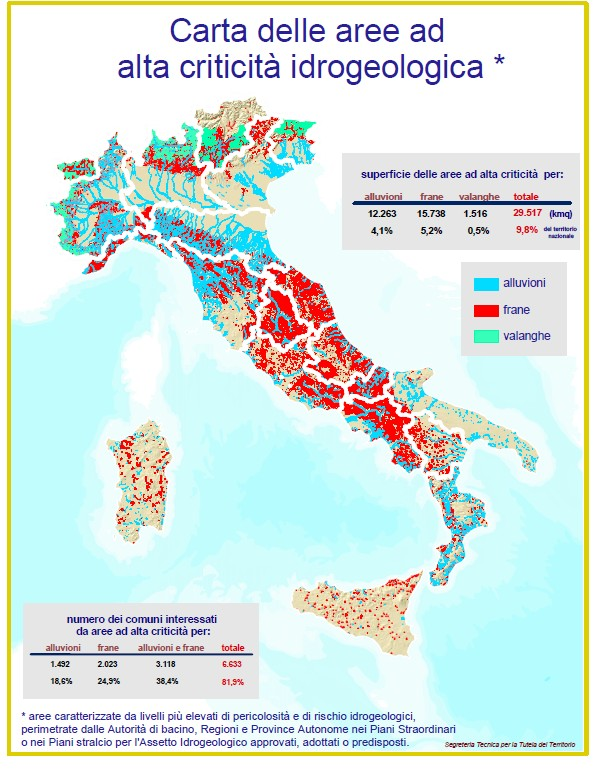 Carta delle aree ad
alta criticità idrogeologica *
superficie delle aree ad alta criticità per:
alluvioni frane valanghe totale
12.263 15.738 1.516 29.517 (kmq)
4,1% 5,2% 0,5% 9,8% del territorio
nazionale
alluvioni
frane
valanghe
numero dei comuni interessati
da aree ad alta criticità per:
alluvioni frane alluvioni e frane totale
1.492 2.023 3.118 6.633
18,6% 24,9% 38,4% 81,9%
* aree caratterizzate da livelli più elevati di pericolosità e di rischio idrogeologici,
perimetrate dalle Autorità di bacino, Regioni e Province Autonome nei Piani Straordinari
o nei Piani stralcio per l'Assetto Idrogeologico approvati, adottati o predisposti.
Segreteria Tecnica per la Tutela del Territorio